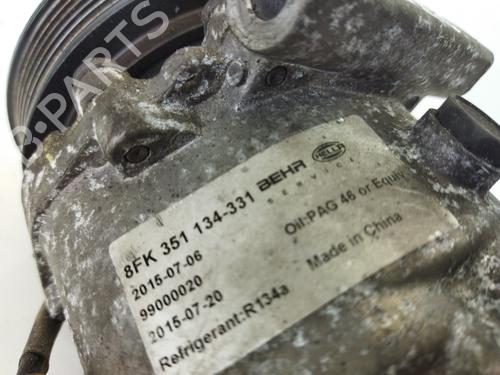 B-PARTS
8FK 351 134-331 BEHR HELLA
SERVICE
2015-07-06
99000020
2015-07-20
Refrigerant:R134a
Oil:PAG 46 or Equiv
Made in China